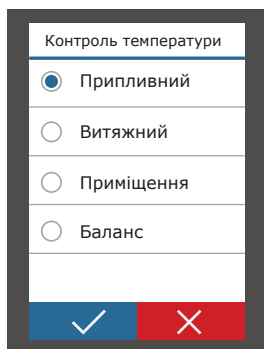 Контроль температури
Припливний
Витяжний
Приміщення
Баланс